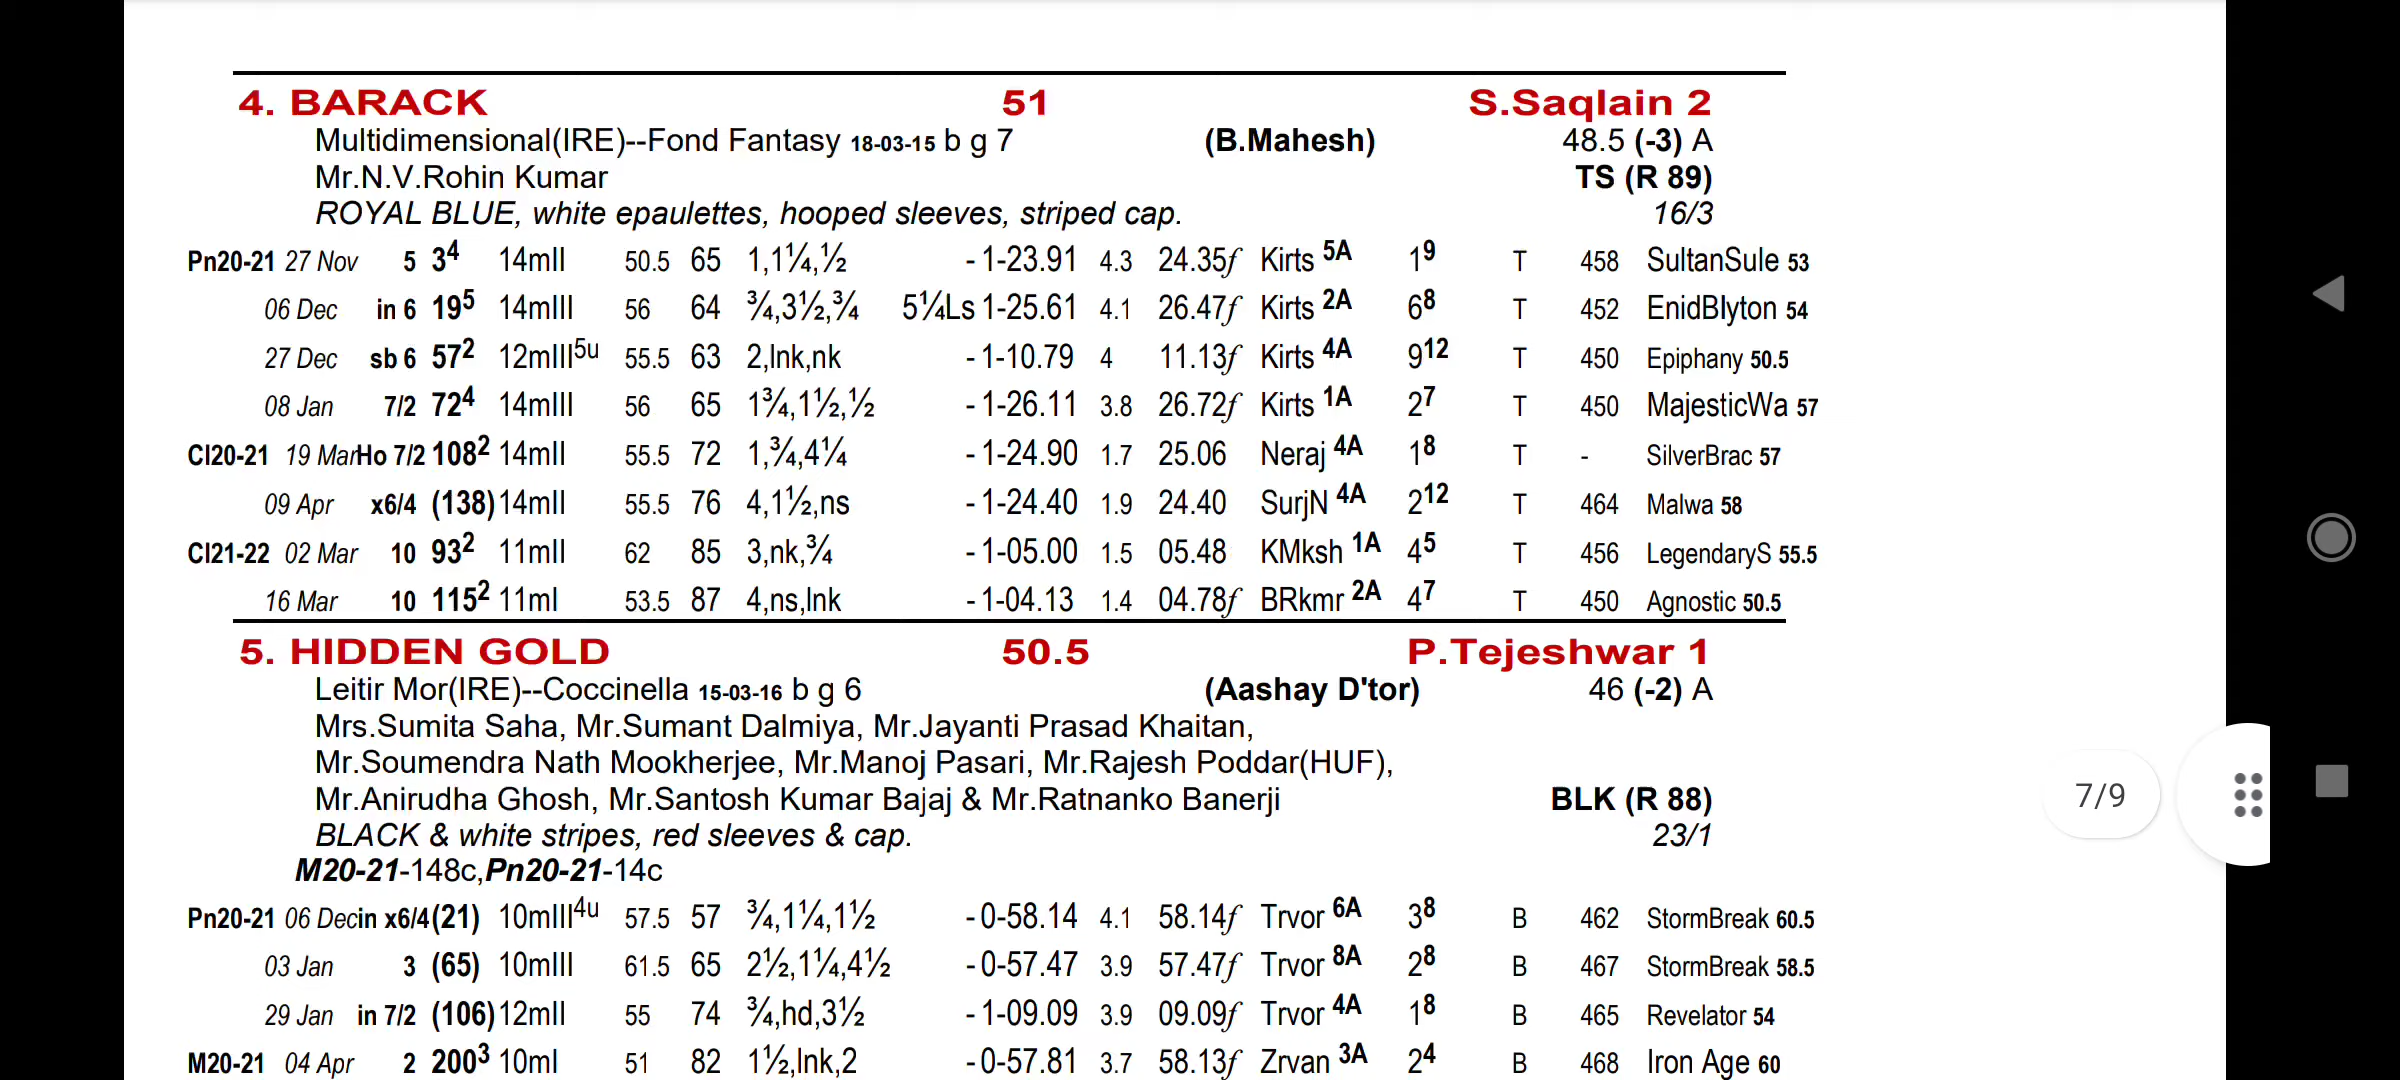 4. BARACK 51 S.Saqlain 2
Multidimensional(IRE)--Fond Fantasy 18-03-15 b g 7 (B.Mahesh) 48.5 (-3) A
Mr.N.V.Rohin Kumar TS (R 89)
ROYAL BLUE, white epaulettes, hooped sleeves, striped cap. 16/3
Pn20-21 27 Nov 5 3⁴ 14mII 50.5 65 1,1¼,½ - 1-23.91 4.3 24.35f Kirts 5A 1⁹ T 458 SultanSule 53
06 Dec in 6 19⁵ 14mIII 56 64 ¾,3½,¾ 5¼Ls 1-25.61 4.1 26.47f Kirts 2A 6⁸ T 452 EnidBlyton 54
27 Dec sb 6 57² 12mIII⁵ᵘ 55.5 63 2,lnk,nk - 1-10.79 4 11.13f Kirts 4A 9¹² T 450 Epiphany 50.5
08 Jan 7/2 72⁴ 14mIII 56 65 1¾,1½,½ - 1-26.11 3.8 26.72f Kirts 1A 2⁷ T 450 MajesticWa 57
Cl20-21 19 MarHo 7/2 108² 14mII 55.5 72 1,¾,4¼ - 1-24.90 1.7 25.06 Neraj 4A 1⁸ T - SilverBrac 57
09 Apr x6/4 (138) 14mII 55.5 76 4,1½,ns - 1-24.40 1.9 24.40 SurjN 4A 2¹² T 464 Malwa 58
Cl21-22 02 Mar 10 93² 11mII 62 85 3,nk,¾ - 1-05.00 1.5 05.48 KMksh 1A 4⁵ T 456 LegendaryS 55.5
16 Mar 10 115² 11mI 53.5 87 4,ns,lnk - 1-04.13 1.4 04.78f BRkmr 2A 4⁷ T 450 Agnostic 50.5
5. HIDDEN GOLD 50.5 P.Tejeshwar 1
Leitir Mor(IRE)--Coccinella 15-03-16 b g 6 (Aashay D'tor) 46 (-2) A
Mrs.Sumita Saha, Mr.Sumant Dalmiya, Mr.Jayanti Prasad Khaitan,
Mr.Soumendra Nath Mookherjee, Mr.Manoj Pasari, Mr.Rajesh Poddar(HUF),
Mr.Anirudha Ghosh, Mr.Santosh Kumar Bajaj & Mr.Ratnanko Banerji BLK (R 88)
BLACK & white stripes, red sleeves & cap. 23/1
M20-21-148c,Pn20-21-14c
Pn20-21 06 Decin x6/4 (21) 10mIII⁴ᵘ 57.5 57 ¾,1¼,1½ - 0-58.14 4.1 58.14f Trvor 6A 3⁸ B 462 StormBreak 60.5
03 Jan 3 (65) 10mIII 61.5 65 2½,1¼,4½ - 0-57.47 3.9 57.47f Trvor 8A 2⁸ B 467 StormBreak 58.5
29 Jan in 7/2 (106) 12mII 55 74 ¾,hd,3½ - 1-09.09 3.9 09.09f Trvor 4A 1⁸ B 465 Revelator 54
M20-21 04 Apr 2 200³ 10mI 51 82 1½,lnk,2 - 0-57.81 3.7 58.13f Zrvan 3A 2⁴ B 468 Iron Age 60
7/9